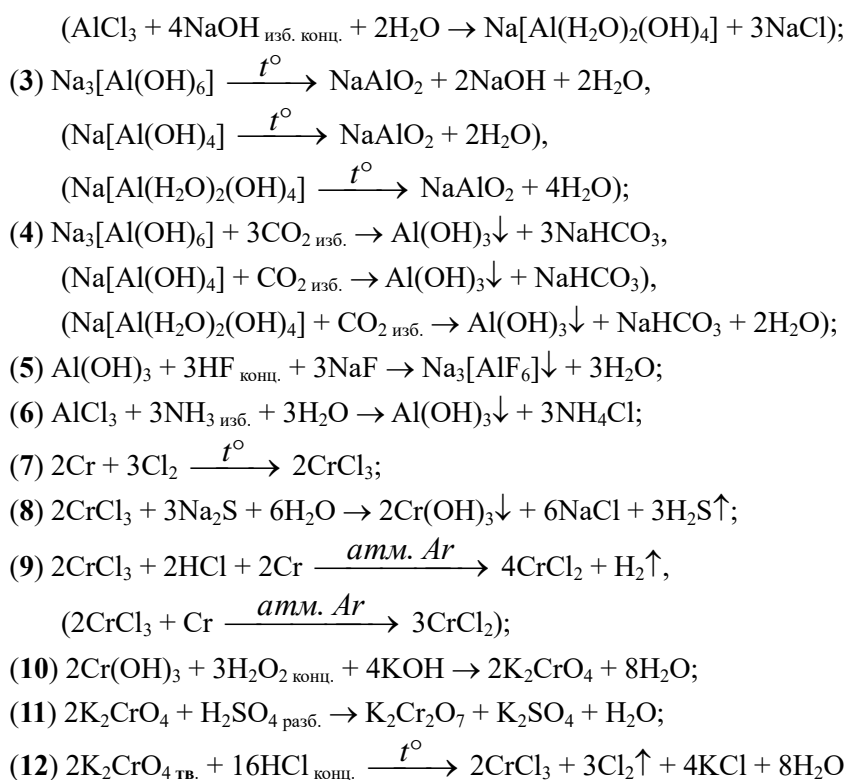 (AlCl₃ + 4NaOH изб. конц. + 2H₂O → Na[Al(H₂O)₂(OH)₄] + 3NaCl);
(3) Na₃[Al(OH)₆] —t°→ NaAlO₂ + 2NaOH + 2H₂O,
(Na[Al(OH)₄] —t°→ NaAlO₂ + 2H₂O),
(Na[Al(H₂O)₂(OH)₄] —t°→ NaAlO₂ + 4H₂O);
(4) Na₃[Al(OH)₆] + 3CO₂ изб. → Al(OH)₃↓ + 3NaHCO₃,
(Na[Al(OH)₄] + CO₂ изб. → Al(OH)₃↓ + NaHCO₃),
(Na[Al(H₂O)₂(OH)₄] + CO₂ изб. → Al(OH)₃↓ + NaHCO₃ + 2H₂O);
(5) Al(OH)₃ + 3HF конц. + 3NaF → Na₃[AlF₆]↓ + 3H₂O;
(6) AlCl₃ + 3NH₃ изб. + 3H₂O → Al(OH)₃↓ + 3NH₄Cl;
(7) 2Cr + 3Cl₂ —t°→ 2CrCl₃;
(8) 2CrCl₃ + 3Na₂S + 6H₂O → 2Cr(OH)₃↓ + 6NaCl + 3H₂S↑;
(9) 2CrCl₃ + 2HCl + 2Cr —атм. Ar→ 4CrCl₂ + H₂↑,
(2CrCl₃ + Cr —атм. Ar→ 3CrCl₂);
(10) 2Cr(OH)₃ + 3H₂O₂ конц. + 4KOH → 2K₂CrO₄ + 8H₂O;
(11) 2K₂CrO₄ + H₂SO₄ разб. → K₂Cr₂O₇ + K₂SO₄ + H₂O;
(12) 2K₂CrO₄ тв. + 16HCl конц. —t°→ 2CrCl₃ + 3Cl₂↑ + 4KCl + 8H₂O